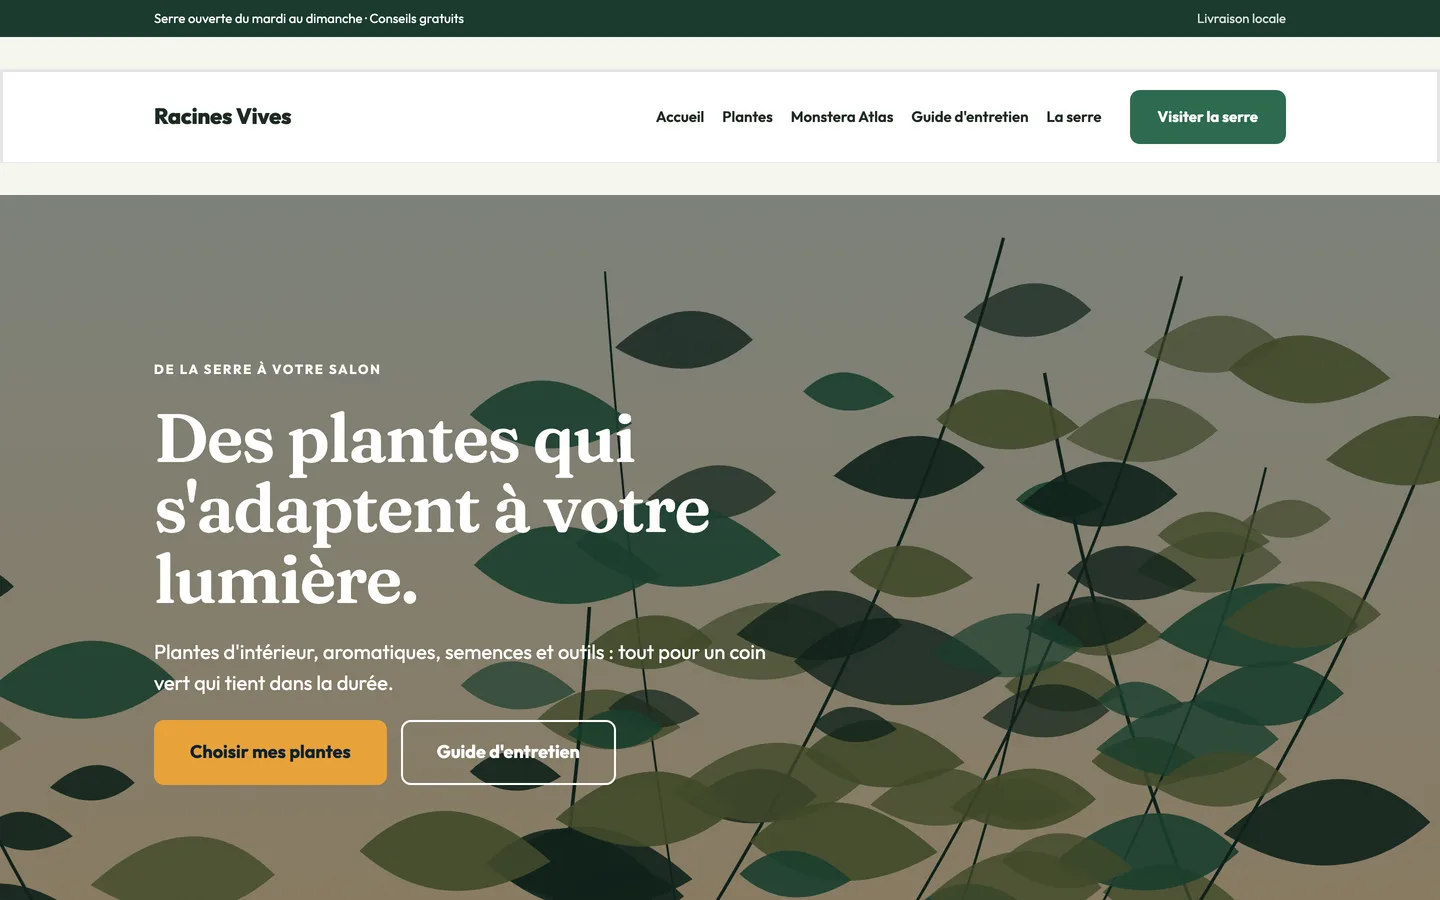 Serre ouverte du mardi au dimanche · Conseils gratuits
Livraison locale
Racines Vives
Accueil
Plantes
Monstera Atlas
Guide d'entretien
La serre
Visiter la serre
DE LA SERRE À VOTRE SALON
Des plantes qui
s'adaptent à votre
lumière.
Plantes d'intérieur, aromatiques, semences et outils : tout pour un coin
vert qui tient dans la durée.
Choisir mes plantes
Guide d'entretien